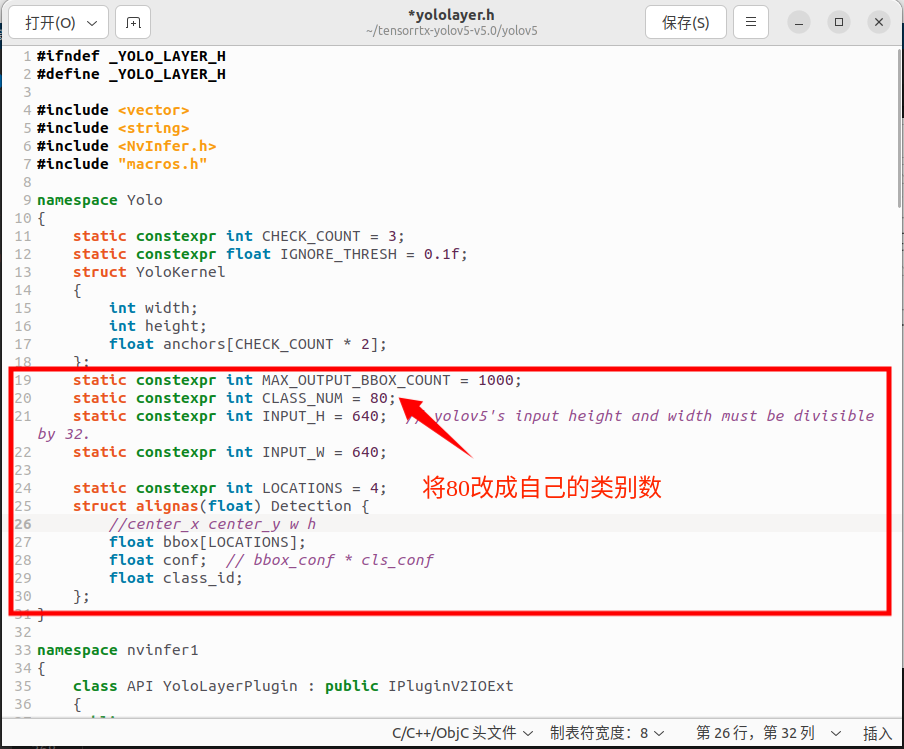 打开(O)
*yololayer.h
~/tensorrtx-yolov5-v5.0/yolov5
保存(S)
1 #ifndef _YOLO_LAYER_H
2 #define _YOLO_LAYER_H
3
4 #include <vector>
5 #include <string>
6 #include <NvInfer.h>
7 #include "macros.h"
8
9 namespace Yolo
10 {
11     static constexpr int CHECK_COUNT = 3;
12     static constexpr float IGNORE_THRESH = 0.1f;
13     struct YoloKernel
14     {
15         int width;
16         int height;
17         float anchors[CHECK_COUNT * 2];
18     };
19     static constexpr int MAX_OUTPUT_BBOX_COUNT = 1000;
20     static constexpr int CLASS_NUM = 80;
21     static constexpr int INPUT_H = 640;  // yolov5's input height and width must be divisible
by 32.
22     static constexpr int INPUT_W = 640;
23
24     static constexpr int LOCATIONS = 4;
将80改成自己的类别数
25     struct alignas(float) Detection {
26         //center_x center_y w h
27         float bbox[LOCATIONS];
28         float conf;  // bbox_conf * cls_conf
29         float class_id;
30     };
31 }
32
33 namespace nvinfer1
34 {
35     class API YoloLayerPlugin : public IPluginV2IOExt
36     {
C/C++/ObjC 头文件 制表符宽度：8 第 26 行，第 32 列 插入